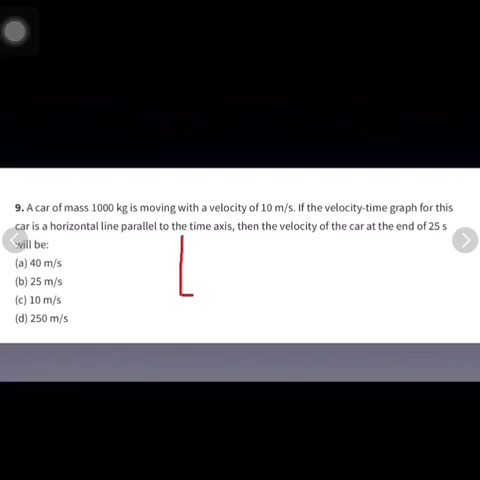 9. A car of mass 1000 kg is moving with a velocity of 10 m/s. If the velocity-time graph for this
car is a horizontal line parallel to the time axis, then the velocity of the car at the end of 25 s
will be:
(a) 40 m/s
(b) 25 m/s
(c) 10 m/s
(d) 250 m/s